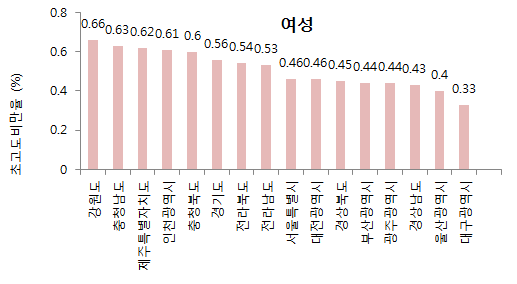 여성
초고도비만율 (%)
0.8
0.6
0.4
0.2
0
0.66 0.63 0.62 0.61 0.6 0.56 0.54 0.53 0.46 0.46 0.45 0.44 0.44 0.43 0.4 0.33
강원도
충청남도
제주특별자치도
인천광역시
충청북도
경기도
전라북도
전라남도
서울특별시
대전광역시
경상북도
부산광역시
광주광역시
경상남도
울산광역시
대구광역시